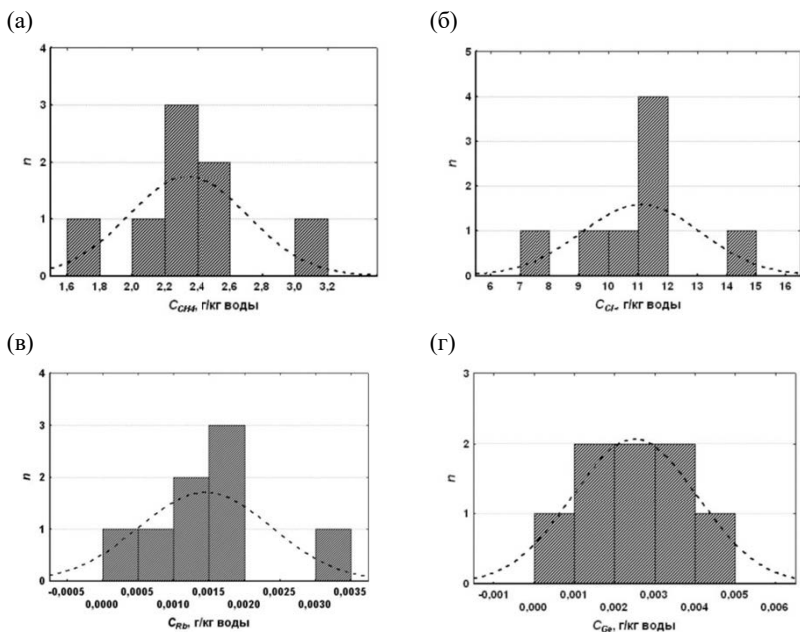 (а)
4
3
2
1
0
n
1,6 1,8 2,0 2,2 2,4 2,6 2,8 3,0 3,2
C_CH4, г/кг воды
(б)
5
4
3
2
1
0
n
6 7 8 9 10 11 12 13 14 15 16
C_Cl-, г/кг воды
(в)
4
3
2
1
0
n
-0,0005 0,0005 0,0015 0,0025 0,0035
0,0000 0,0010 0,0020 0,0030
C_Rb, г/кг воды
(г)
3
2
1
0
n
-0,001 0,001 0,003 0,005
0,000 0,002 0,004 0,006
C_Ge, г/кг воды